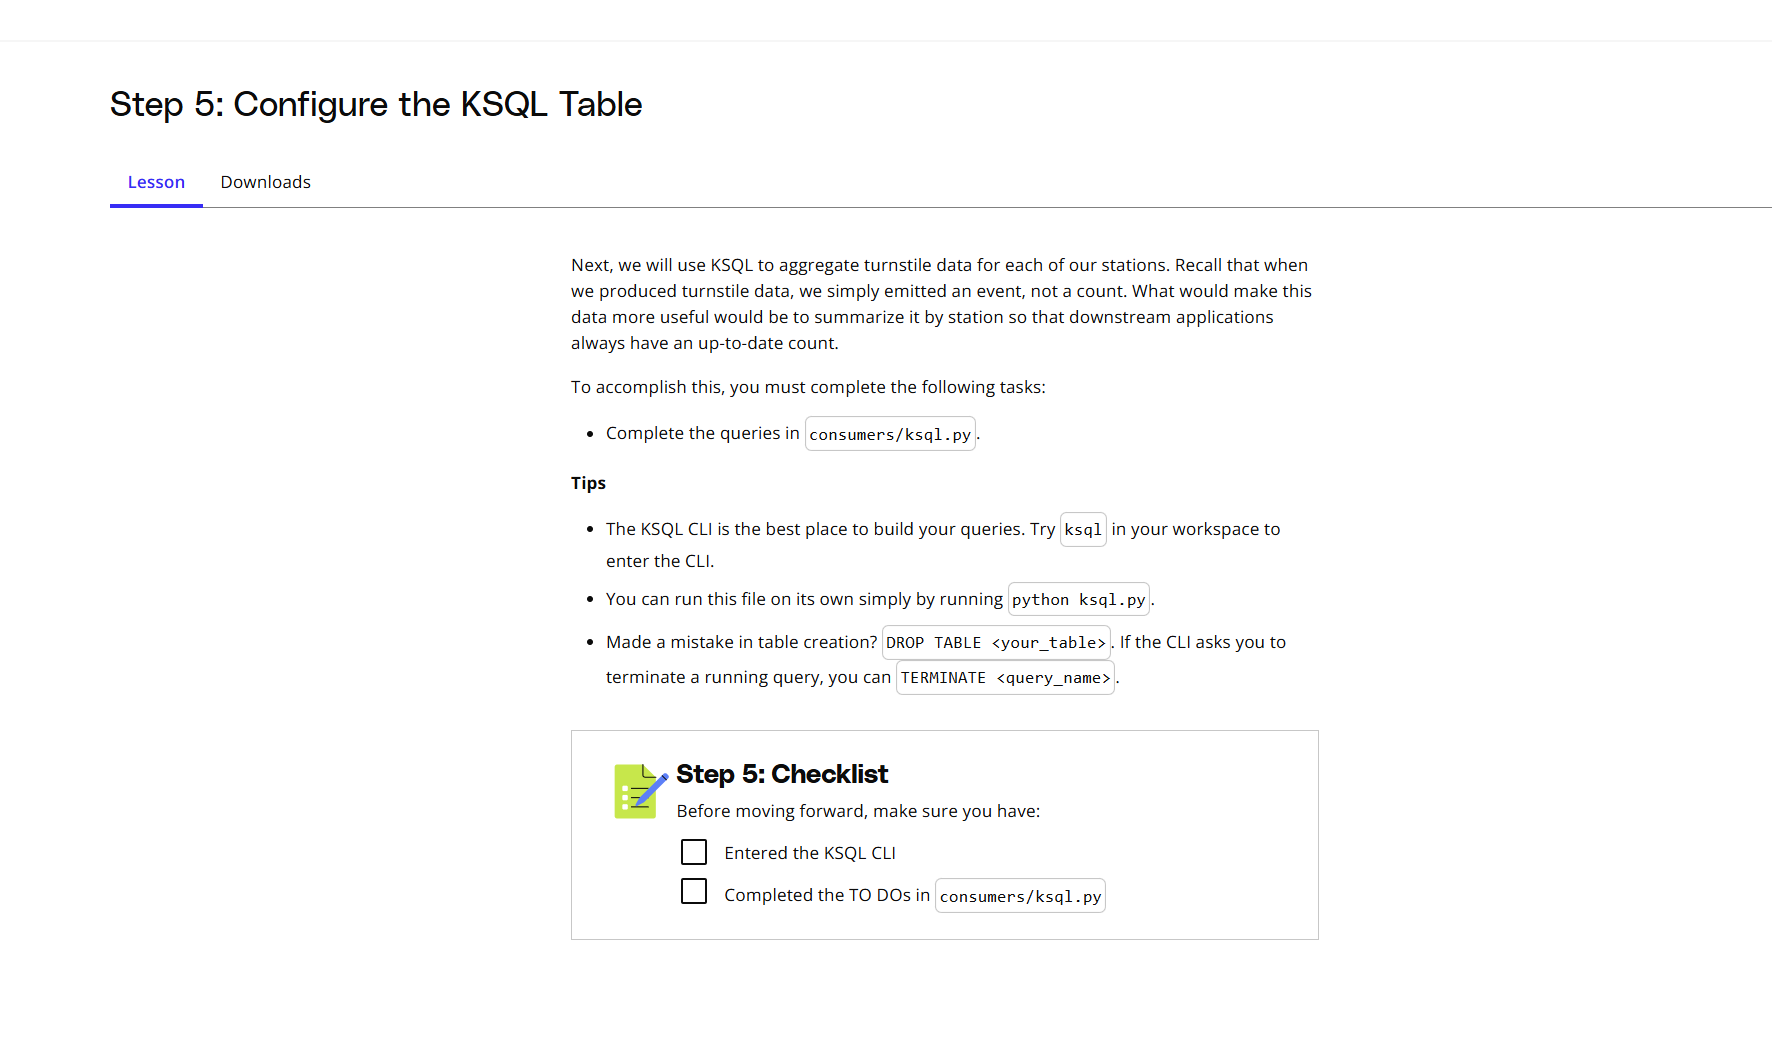 Step 5: Configure the KSQL Table
Lesson Downloads
Next, we will use KSQL to aggregate turnstile data for each of our stations. Recall that when
we produced turnstile data, we simply emitted an event, not a count. What would make this
data more useful would be to summarize it by station so that downstream applications
always have an up-to-date count.
To accomplish this, you must complete the following tasks:
• Complete the queries in consumers/ksql.py.
Tips
• The KSQL CLI is the best place to build your queries. Try ksql in your workspace to
enter the CLI.
• You can run this file on its own simply by running python ksql.py.
• Made a mistake in table creation? DROP TABLE <your_table>. If the CLI asks you to
terminate a running query, you can TERMINATE <query_name>.
Step 5: Checklist
Before moving forward, make sure you have:
Entered the KSQL CLI
Completed the TO DOs in consumers/ksql.py